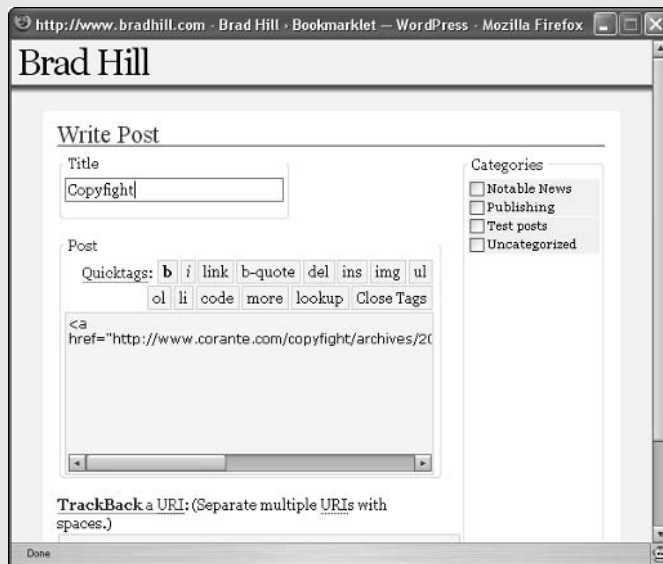 http://www.bradhill.com - Brad Hill › Bookmarklet — WordPress - Mozilla Firefox
Brad Hill
Write Post
Title
Copyfight
Categories
Notable News
Publishing
Test posts
Uncategorized
Post
Quicktags: b i link b-quote del ins img ul
ol li code more lookup Close Tags
<a
href="http://www.corante.com/copyfight/archives/20
TrackBack a URI: (Separate multiple URIs with
spaces.)
Done